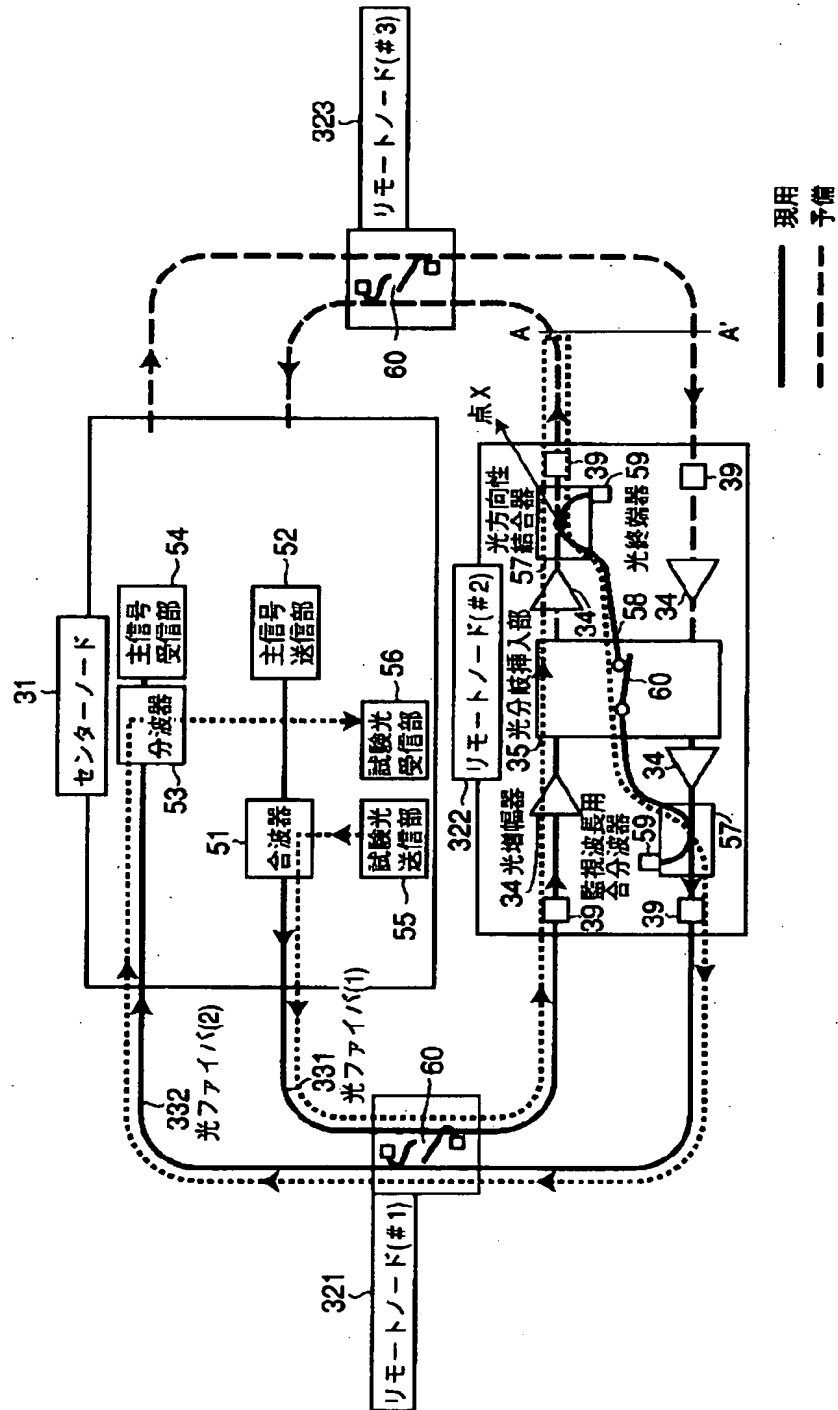 31
センターノード
主信号
受信部
54
分波器
53
主信号
送信部
52
合波器
51
試験光
受信部
56
試験光
送信部
55
332
光ファイバ(2)
331
光ファイバ(1)
321
リモートノード(#1)
60
323
リモートノード(#3)
60
322
リモートノード(#2)
34光増幅器
35光分岐挿入部
34
57
光方向性
結合器
点X
A
A'
39
59
光終端器
58
60
39監視波長用
合分波器
34
34
39
59
57
39
現用
予備